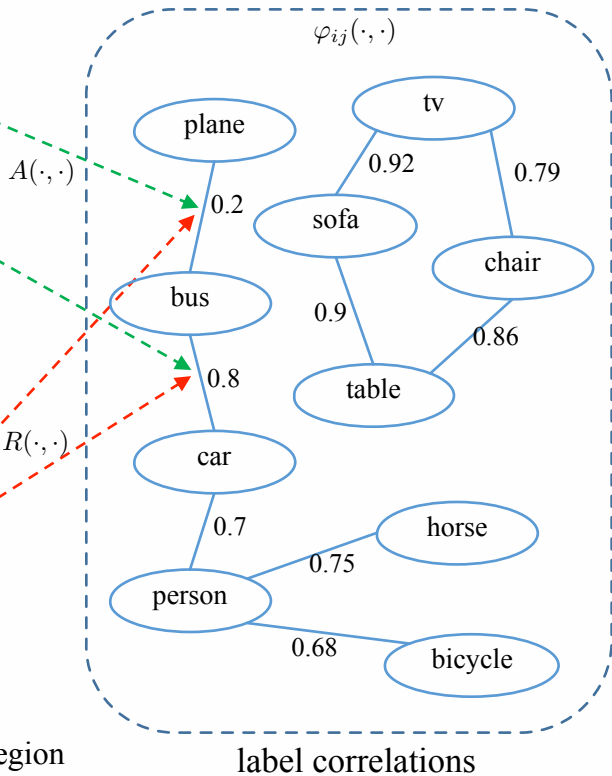 φij(·,·)
tv
plane
A(·,·)
0.92
0.79
0.2
sofa
chair
bus
0.9
0.86
0.8
table
R(·,·)
car
horse
0.7
0.75
person
0.68
bicycle
egion
label correlations